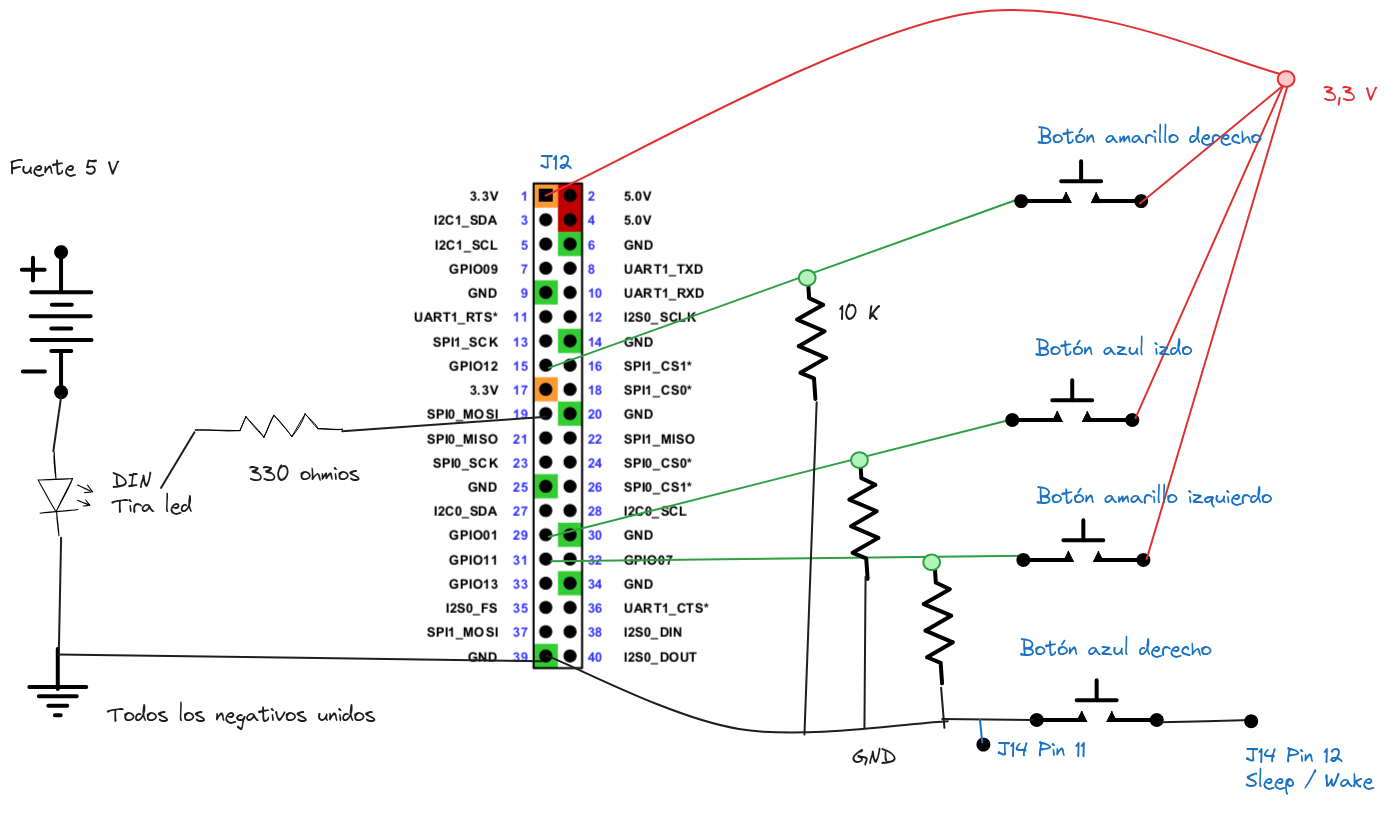 3,3 V
Botón amarillo derecho
J12
Fuente 5 V
3.3V 1 2 5.0V
I2C1_SDA 3 4 5.0V
I2C1_SCL 5 6 GND
GPIO09 7 8 UART1_TXD
GND 9 10 UART1_RXD
UART1_RTS* 11 12 I2S0_SCLK
SPI1_SCK 13 14 GND
GPIO12 15 16 SPI1_CS1*
3.3V 17 18 SPI1_CS0*
SPI0_MOSI 19 20 GND
SPI0_MISO 21 22 SPI1_MISO
SPI0_SCK 23 24 SPI0_CS0*
GND 25 26 SPI0_CS1*
I2C0_SDA 27 28 I2C0_SCL
GPIO01 29 30 GND
GPIO11 31 32 GPIO07
GPIO13 33 34 GND
I2S0_FS 35 36 UART1_CTS*
SPI1_MOSI 37 38 I2S0_DIN
GND 39 40 I2S0_DOUT
+
10 K
Botón azul izdo
−
330 ohmios
DIN
Tira led
Botón amarillo izquierdo
Botón azul derecho
Todos los negativos unidos
GND
J14 Pin 11
J14 Pin 12
Sleep / Wake